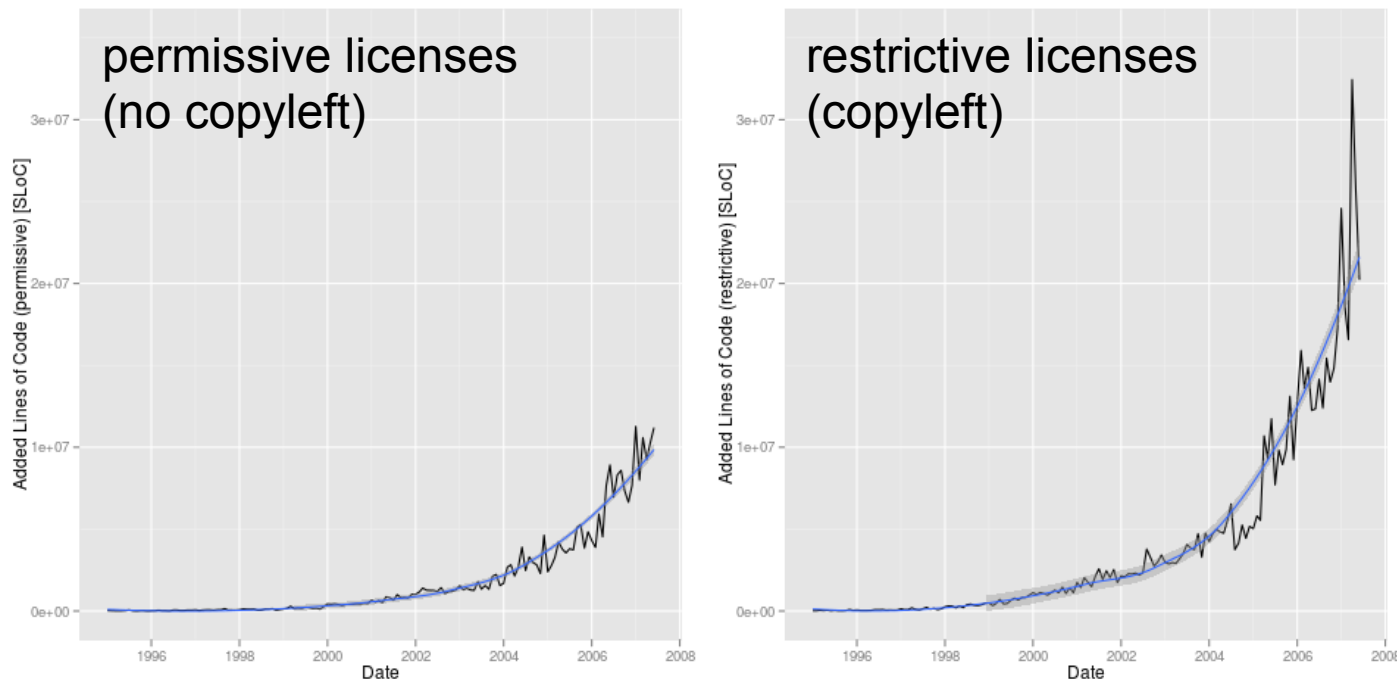 permissive licenses
(no copyleft)
Added Lines of Code (permissive) [SLoC]
3e+07
2e+07
1e+07
0e+00
1996
1998
2000
2002
2004
2006
2008
Date
restrictive licenses
(copyleft)
Added Lines of Code (restrictive) [SLoC]
3e+07
2e+07
1e+07
0e+00
1996
1998
2000
2002
2004
2006
2008
Date